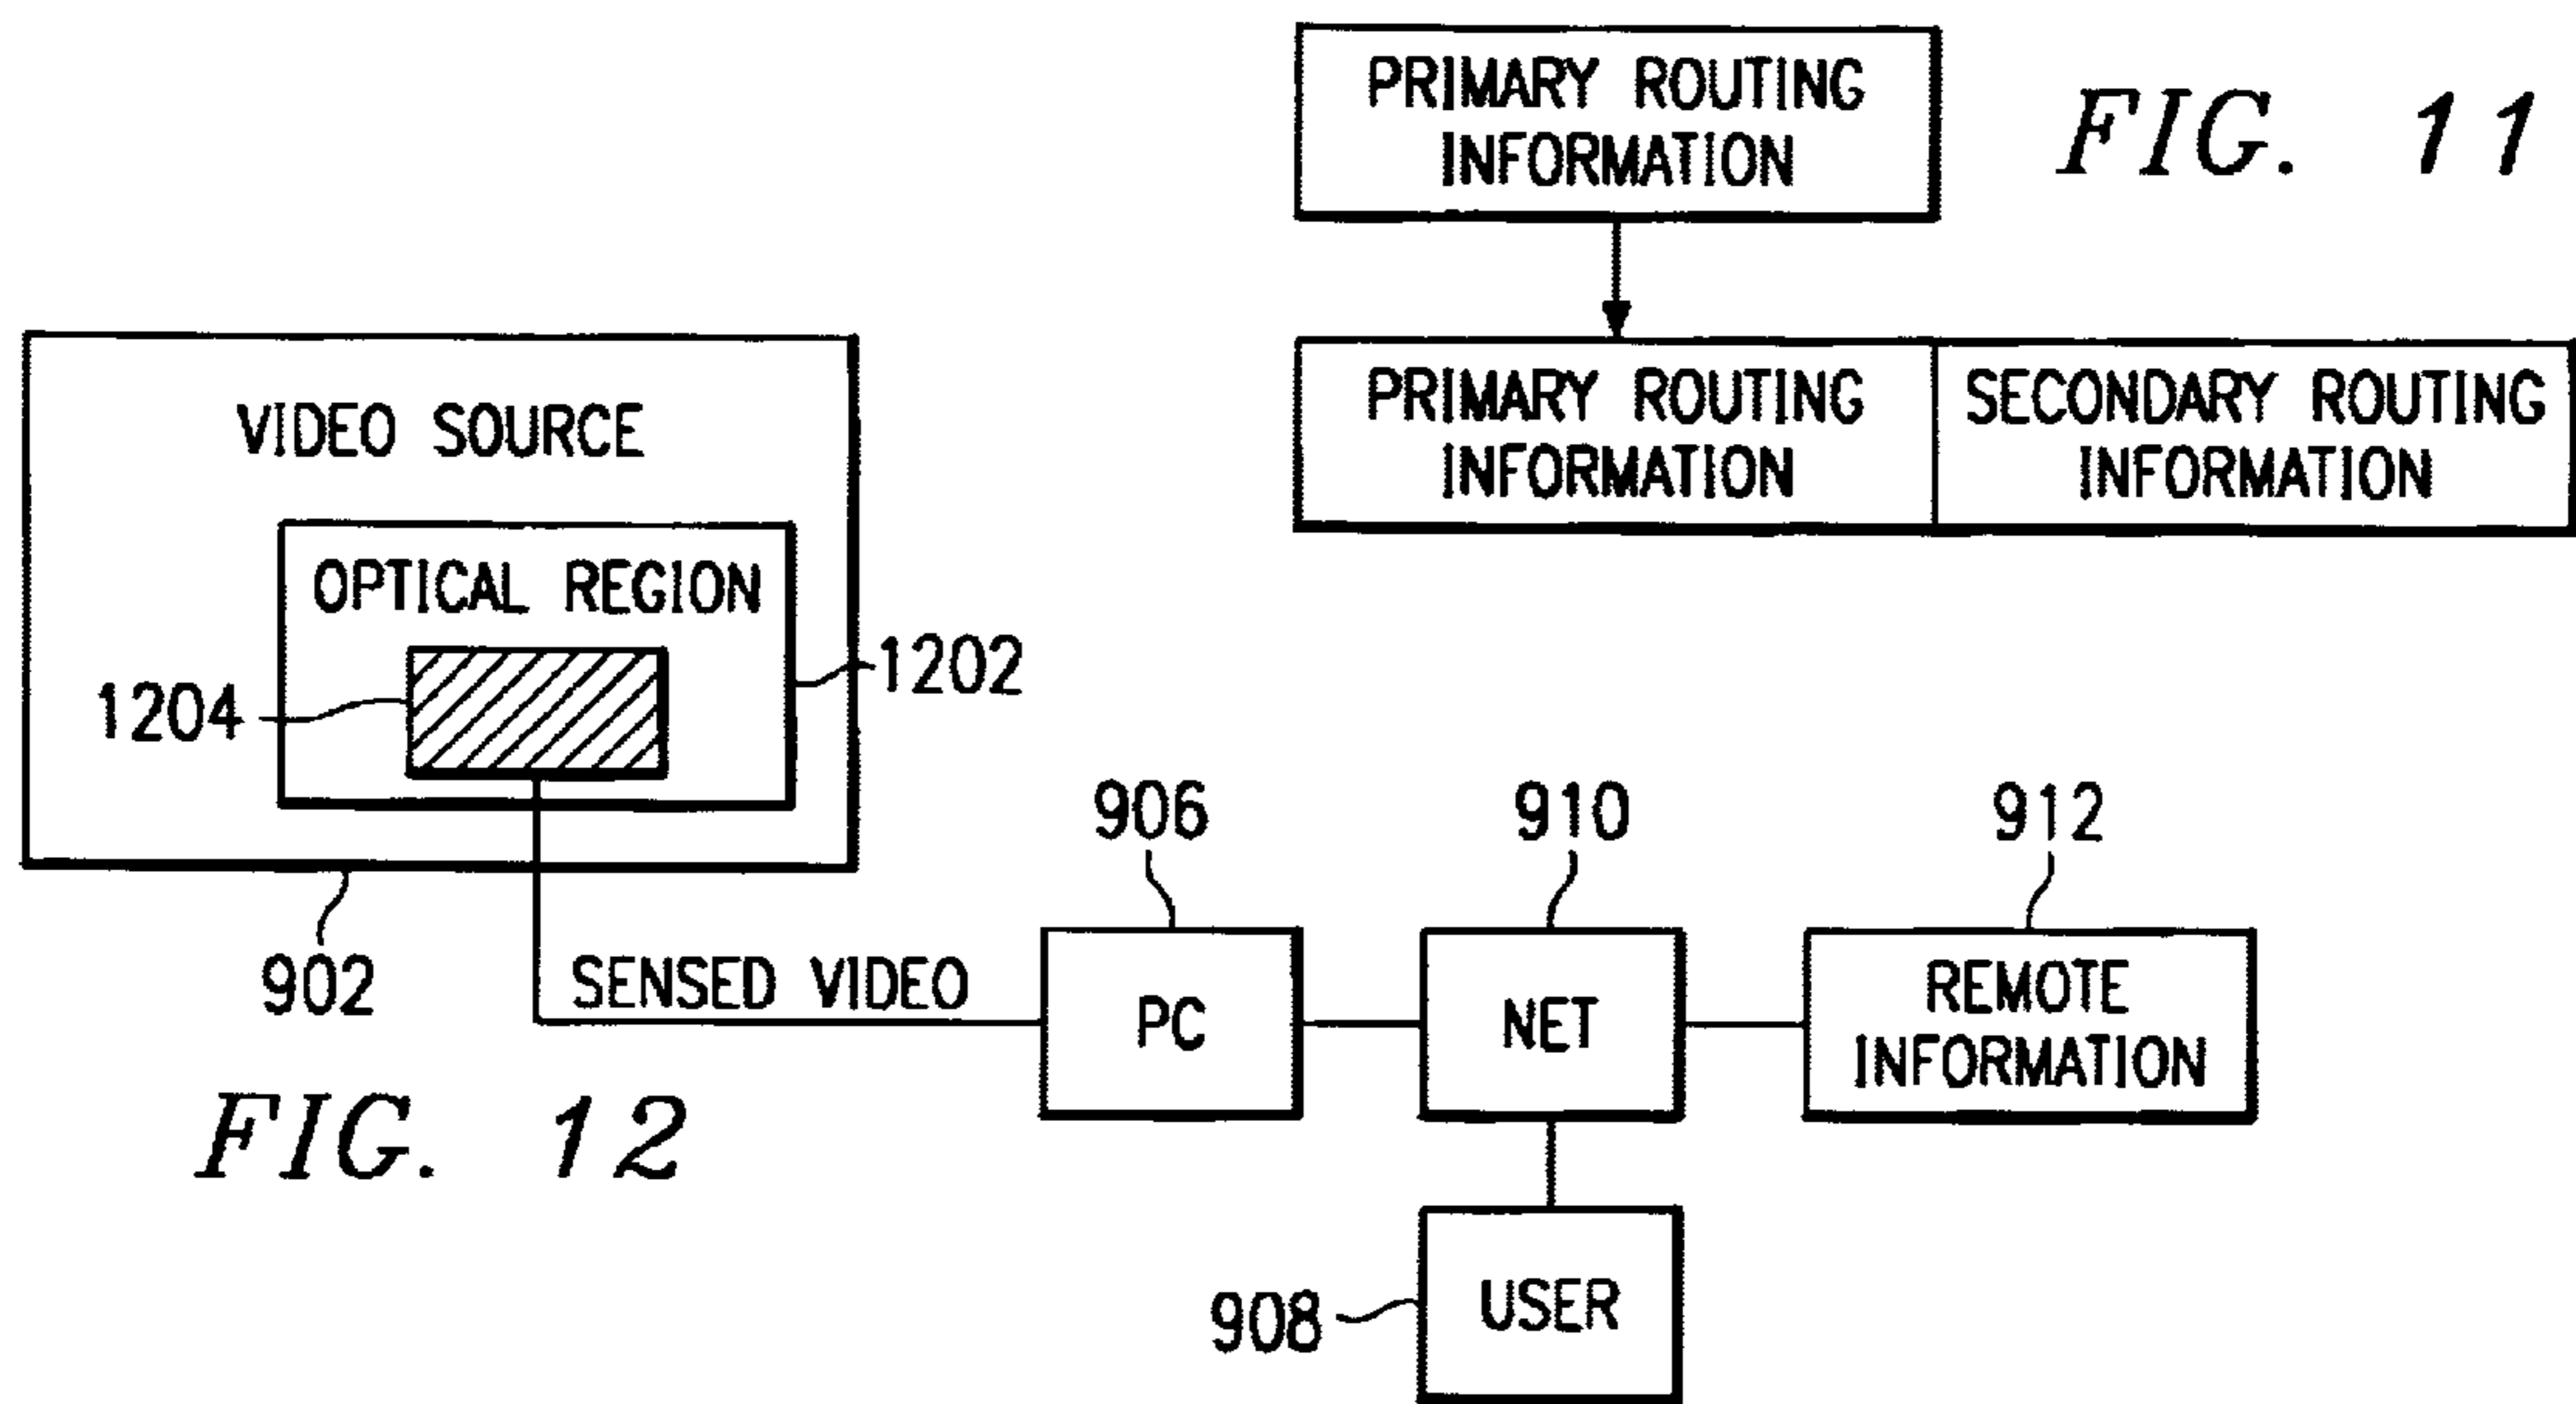 PRIMARY ROUTING
INFORMATION
FIG. 11
PRIMARY ROUTING
INFORMATION
SECONDARY ROUTING
INFORMATION
VIDEO SOURCE
OPTICAL REGION
1202
1204
902
SENSED VIDEO
906
PC
910
NET
912
REMOTE
INFORMATION
908
USER
FIG. 12